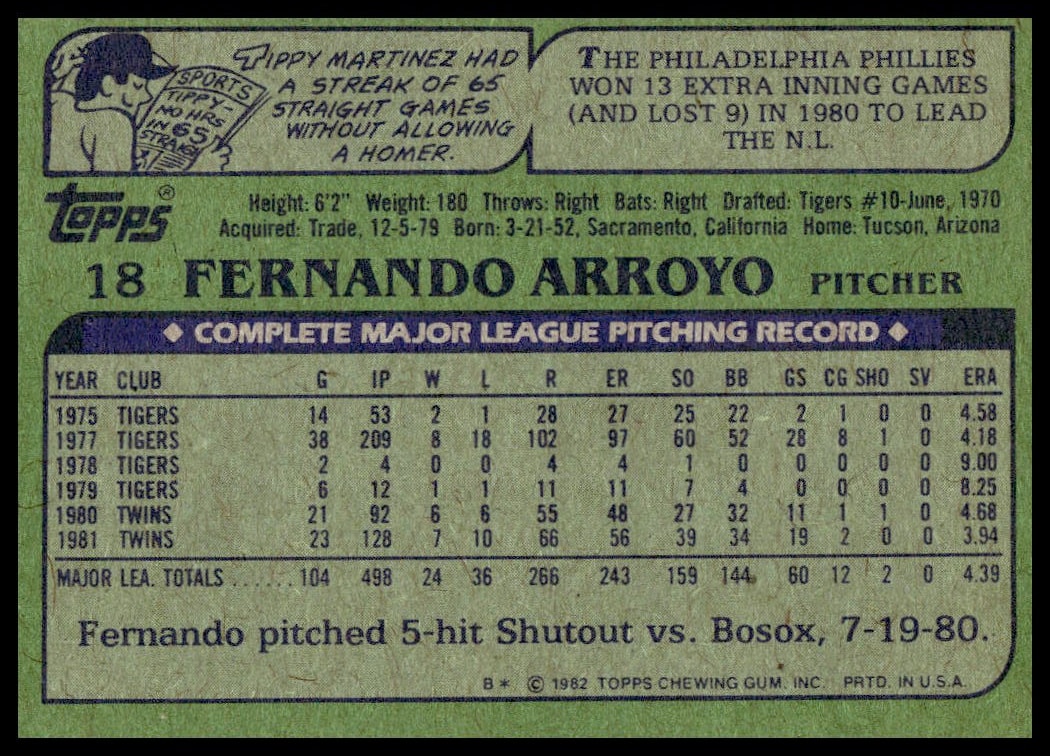 SPORTS
TIPPY-
NO HRS
IN 65
STRAIGHT
TIPPY MARTINEZ HAD
A STREAK OF 65
STRAIGHT GAMES
WITHOUT ALLOWING
A HOMER.
THE PHILADELPHIA PHILLIES
WON 13 EXTRA INNING GAMES
(AND LOST 9) IN 1980 TO LEAD
THE N.L.
Topps®
Height: 6'2" Weight: 180 Throws: Right Bats: Right Drafted: Tigers #10-June, 1970
Acquired: Trade, 12-5-79 Born: 3-21-52, Sacramento, California Home: Tucson, Arizona
18 FERNANDO ARROYO PITCHER
◆ COMPLETE MAJOR LEAGUE PITCHING RECORD ◆
YEAR CLUB G IP W L R ER SO BB GS CG SHO SV ERA
1975 TIGERS 14 53 2 1 28 27 25 22 2 1 0 0 4.58
1977 TIGERS 38 209 8 18 102 97 60 52 28 8 1 0 4.18
1978 TIGERS 2 4 0 0 4 4 1 0 0 0 0 0 9.00
1979 TIGERS 6 12 1 1 11 11 7 4 0 0 0 0 8.25
1980 TWINS 21 92 6 6 55 48 27 32 11 1 1 0 4.68
1981 TWINS 23 128 7 10 66 56 39 34 19 2 0 0 3.94
MAJOR LEA. TOTALS ...... 104 498 24 36 266 243 159 144 60 12 2 0 4.39
Fernando pitched 5-hit Shutout vs. Bosox, 7-19-80.
B* © 1982 TOPPS CHEWING GUM, INC. PRTD. IN U.S.A.